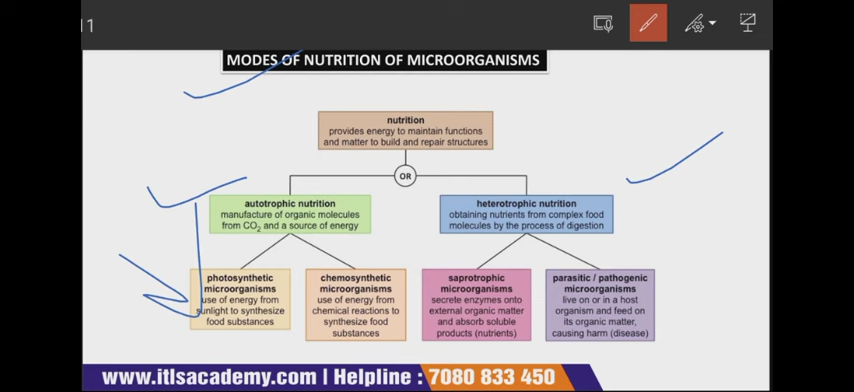 11
MODES OF NUTRITION OF MICROORGANISMS
nutrition
provides energy to maintain functions
and matter to build and repair structures
OR
autotrophic nutrition
manufacture of organic molecules
from CO₂ and a source of energy
heterotrophic nutrition
obtaining nutrients from complex food
molecules by the process of digestion
photosynthetic
microorganisms
use of energy from
sunlight to synthesize
food substances
chemosynthetic
microorganisms
use of energy from
chemical reactions to
synthesize food
substances
saprotrophic
microorganisms
secrete enzymes onto
external organic matter
and absorb soluble
products (nutrients)
parasitic / pathogenic
microorganisms
live on or in a host
organism and feed on
its organic matter,
causing harm (disease)
www.itlsacademy.com | Helpline : 7080 833 450